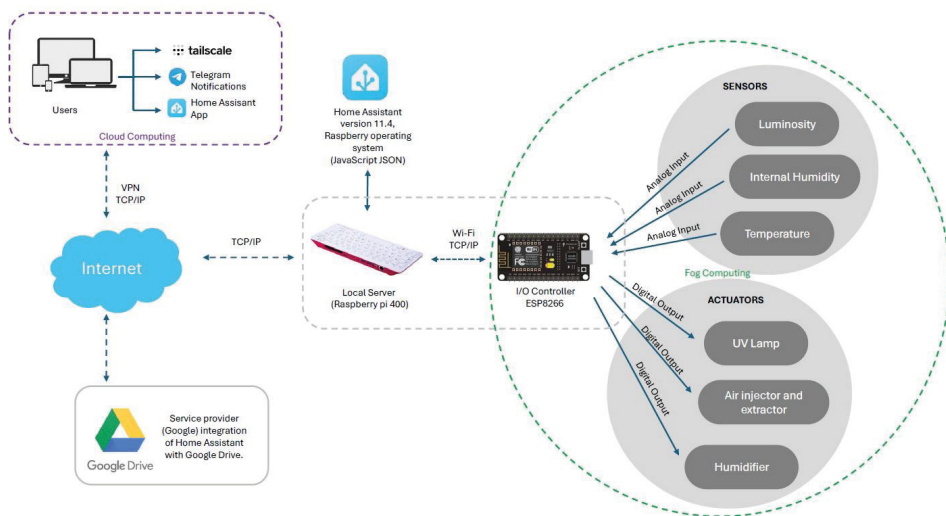 tailscale
Telegram
Notifications
Home Assisant
App
Users
Cloud Computing
VPN
TCP/IP
Internet
TCP/IP
Google Drive
Service provider
(Google) integration
of Home Assistant
with Google Drive.
Home Assistant
version 11.4,
Raspberry operating
system
(JavaScript JSON)
Local Server
(Raspberry pi 400)
Wi-Fi
TCP/IP
I/O Controller
ESP8266
SENSORS
Luminosity
Internal Humidity
Temperature
Analog Input
Analog Input
Analog Input
Fog Computing
ACTUATORS
UV Lamp
Air injector and
extractor
Humidifier
Digital Output
Digital Output
Digital Output